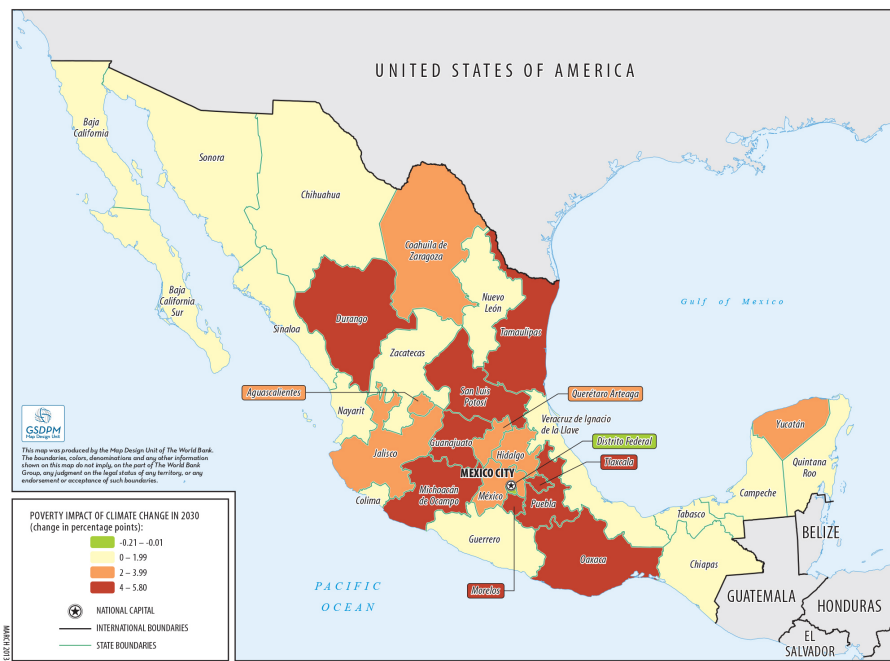 UNITED STATES OF AMERICA
Baja
California
Sonora
Chihuahua
Coahuila de
Zaragoza
Baja
California
Sur
Nuevo
León
Gulf of Mexico
Sinaloa
Durango
Tamaulipas
Zacatecas
San Luis
Potosí
Aguascalientes
Querétaro Arteaga
Nayarit
Veracruz de Ignacio
de la Llave
Yucatán
Guanajuato
Distrito Federal
Jalisco
Hidalgo
Tlaxcala
Quintana
Roo
MEXICO CITY
Campeche
Colima
Michoacán
de Ocampo
Mexico
Puebla
Tabasco
BELIZE
Guerrero
Oaxaca
Chiapas
Morelos
GUATEMALA
HONDURAS
EL
SALVADOR
PACIFIC
OCEAN
GSDPM
Map Design Unit
This map was produced by the Map Design Unit of The World Bank.
The boundaries, colors, denominations and any other information
shown on this map do not imply, on the part of The World Bank
Group, any judgment on the legal status of any territory, or any
endorsement or acceptance of such boundaries.
POVERTY IMPACT OF CLIMATE CHANGE IN 2030
(change in percentage points):
-0.21 – -0.01
0 – 1.99
2 – 3.99
4 – 5.80
NATIONAL CAPITAL
INTERNATIONAL BOUNDARIES
STATE BOUNDARIES
MARCH 2013